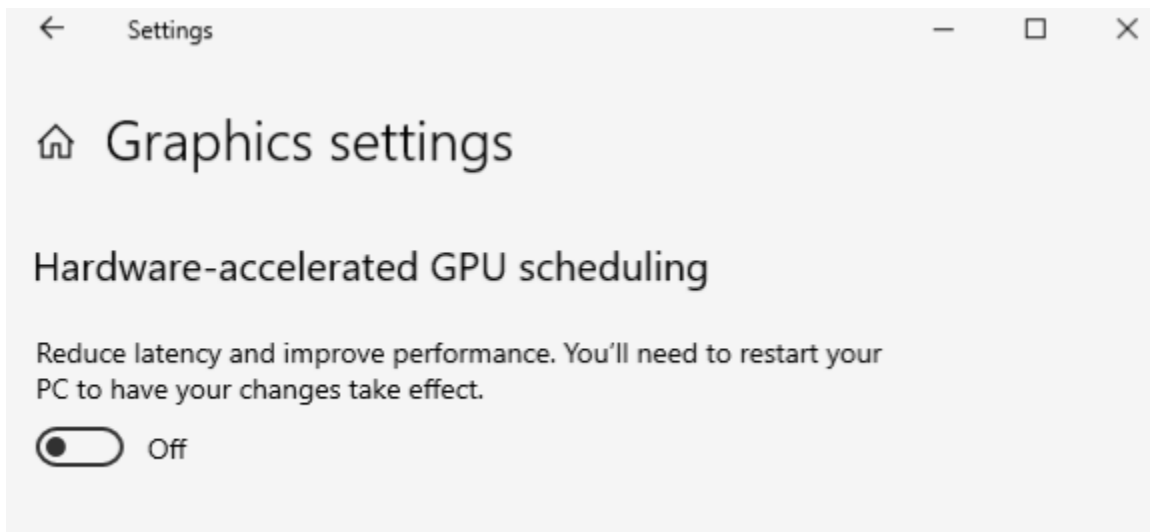 Settings
Graphics settings
Hardware-accelerated GPU scheduling
Reduce latency and improve performance. You’ll need to restart your
PC to have your changes take effect.
Off